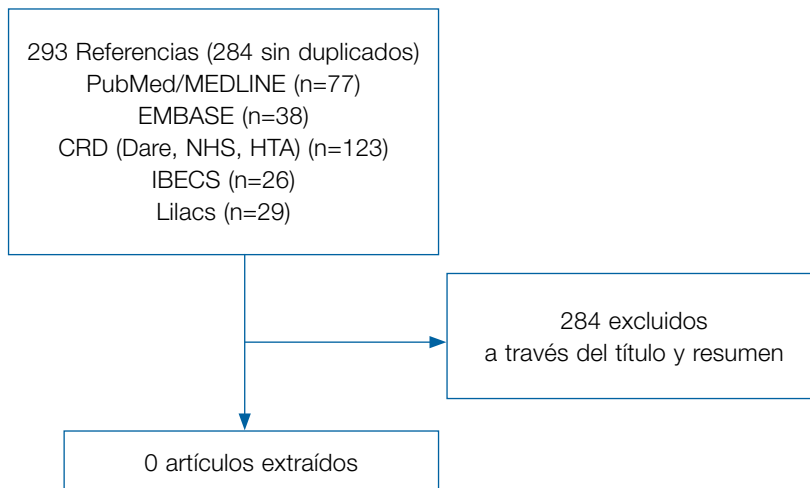 293 Referencias (284 sin duplicados)
PubMed/MEDLINE (n=77)
EMBASE (n=38)
CRD (Dare, NHS, HTA) (n=123)
IBECS (n=26)
Lilacs (n=29)
284 excluidos
a través del título y resumen
0 artículos extraídos